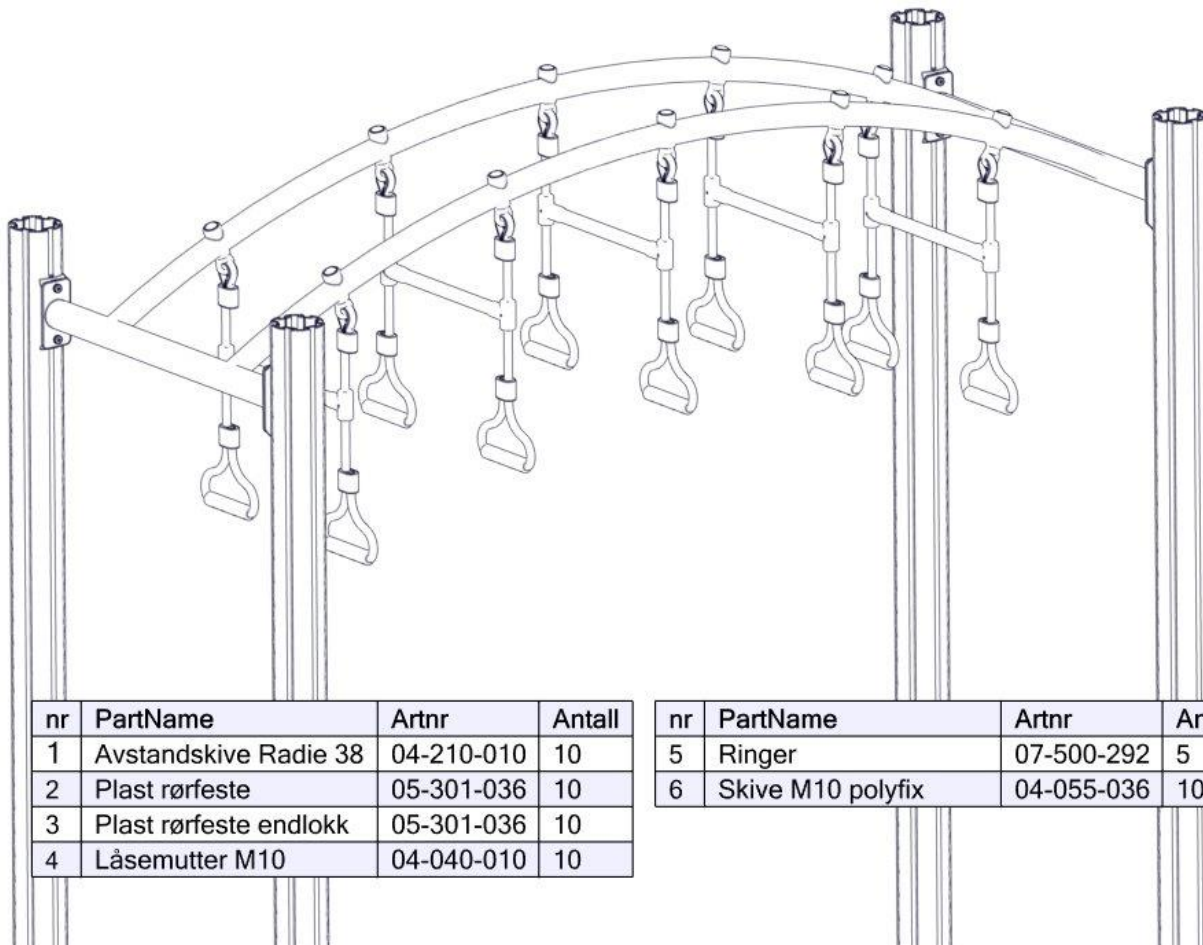 nr PartName Artnr Antall
1 Avstandskive Radie 38 04-210-010 10
2 Plast rørfeste 05-301-036 10
3 Plast rørfeste endlokk 05-301-036 10
4 Låsemutter M10 04-040-010 10
nr PartName Artnr
5 Ringer 07-500-292 5
6 Skive M10 polyfix 04-055-036 10